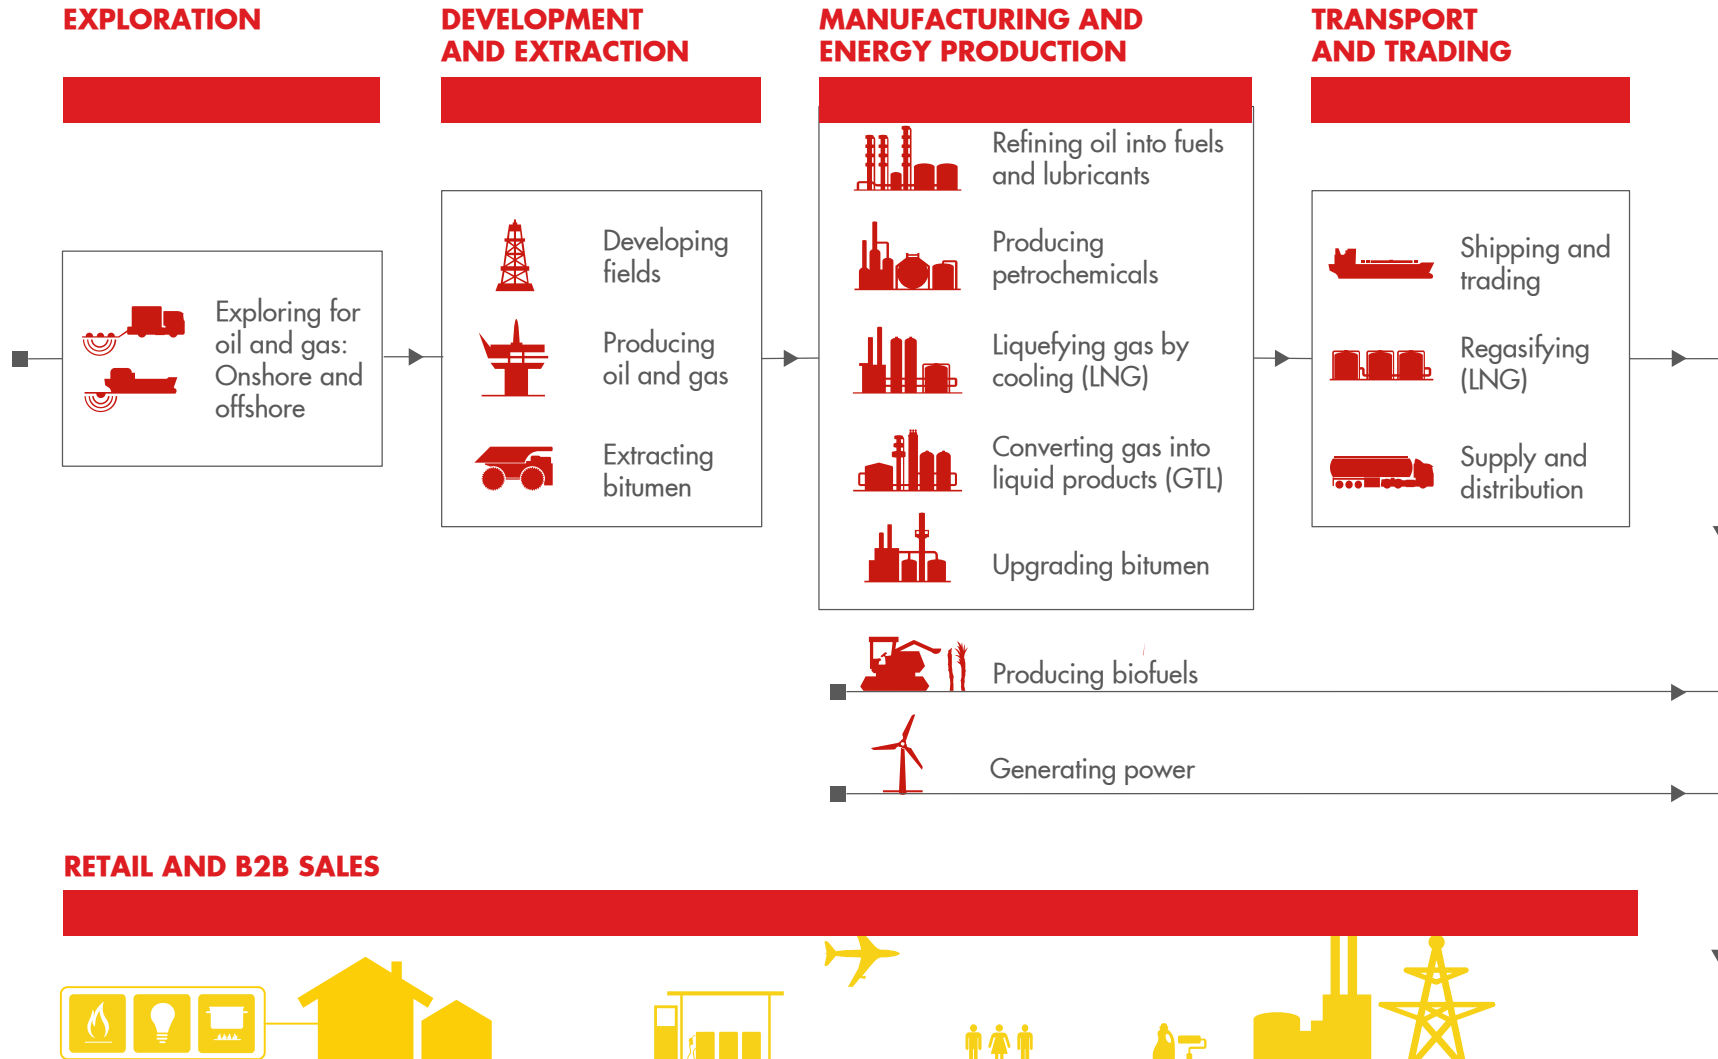 EXPLORATION
DEVELOPMENT
AND EXTRACTION
MANUFACTURING AND
ENERGY PRODUCTION
TRANSPORT
AND TRADING
Exploring for
oil and gas:
Onshore and
offshore
Developing
fields
Producing
oil and gas
Extracting
bitumen
Refining oil into fuels
and lubricants
Producing
petrochemicals
Liquefying gas by
cooling (LNG)
Converting gas into
liquid products (GTL)
Upgrading bitumen
Shipping and
trading
Regasifying
(LNG)
Supply and
distribution
Producing biofuels
Generating power
RETAIL AND B2B SALES